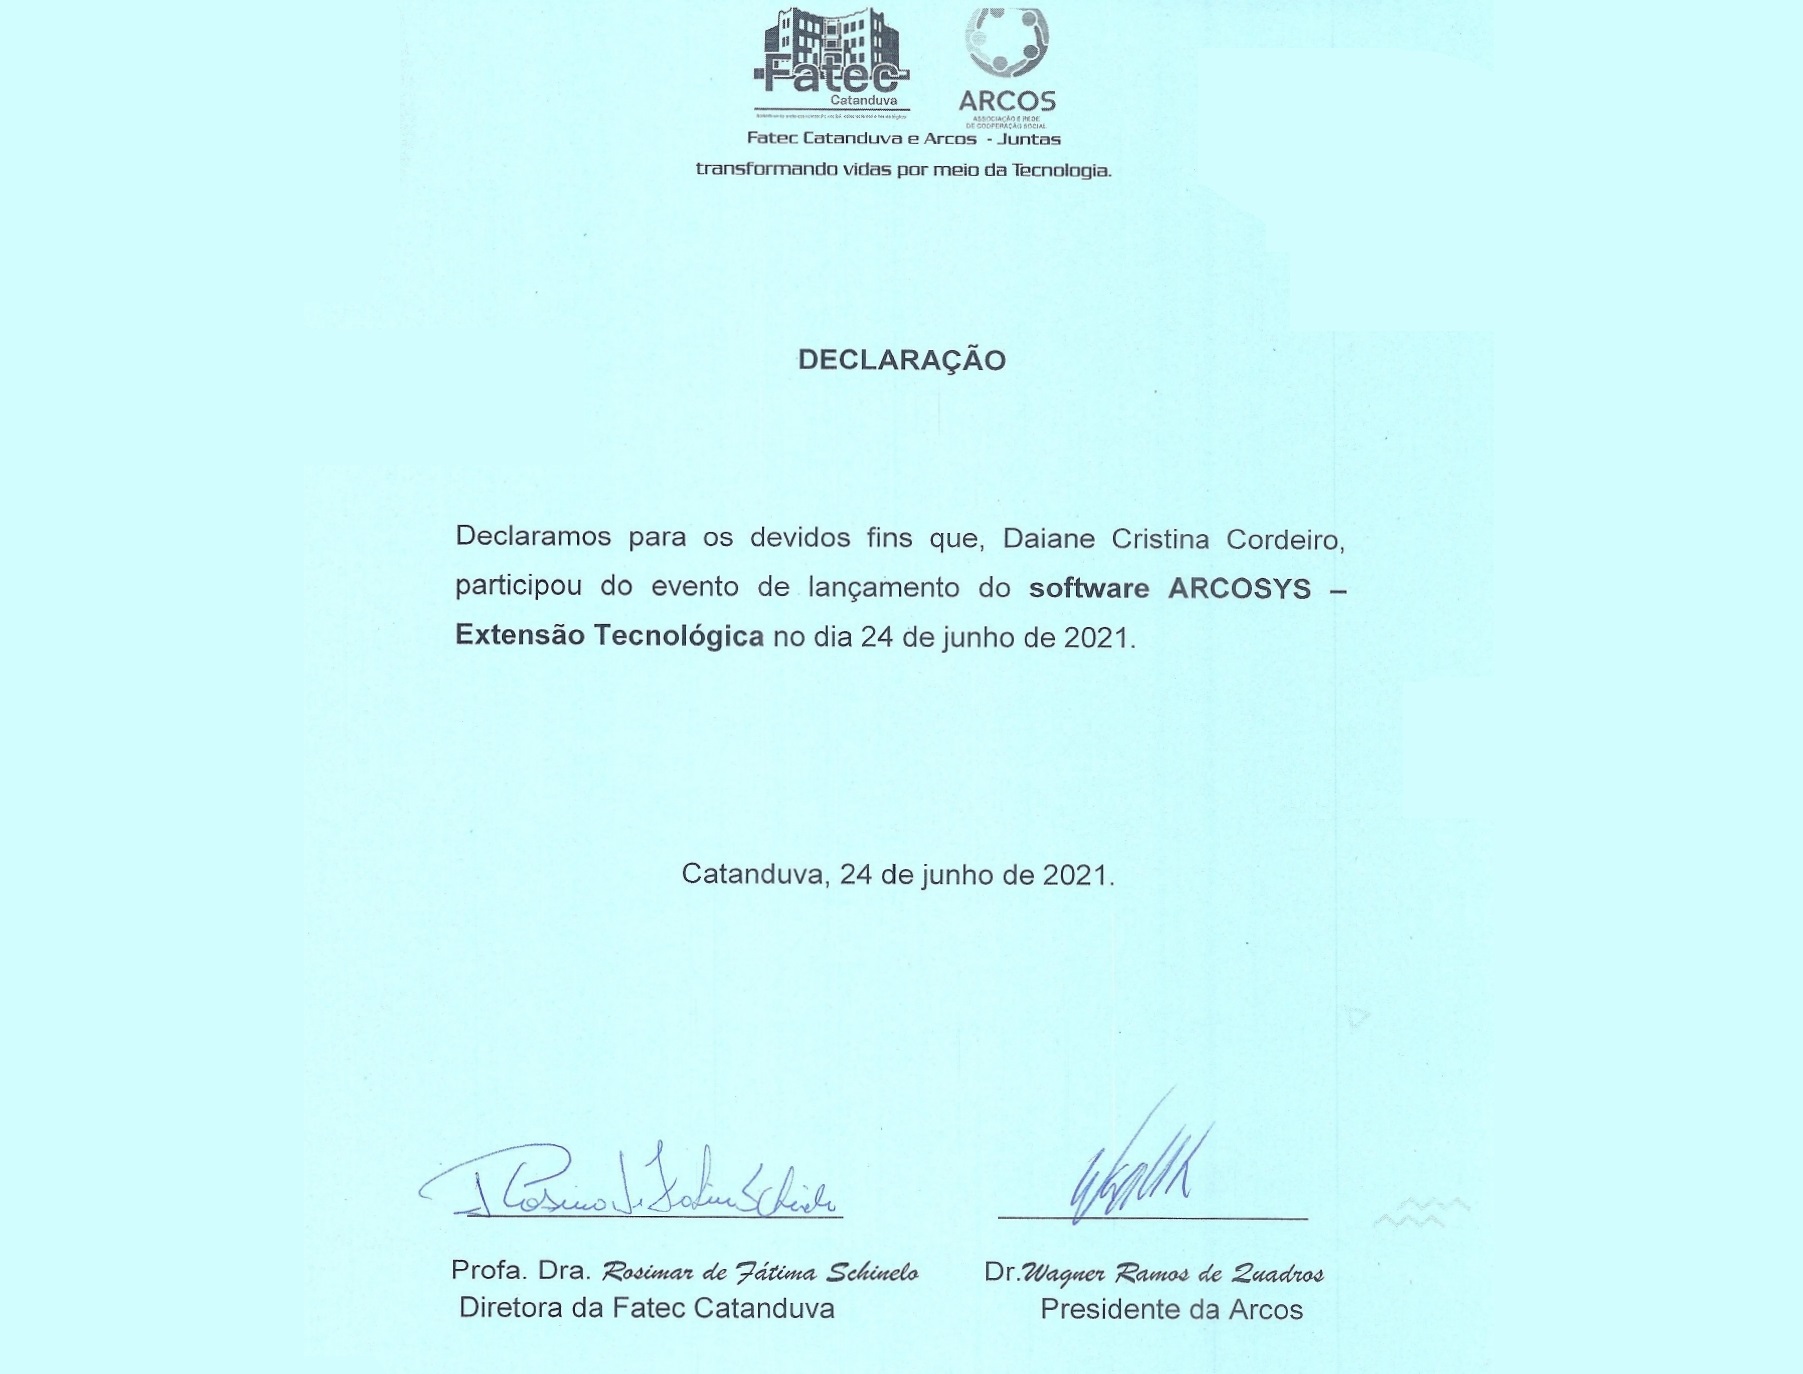 Fatec
Catanduva
ARCOS
ASSOCIAÇÃO E REDE
DE COOPERAÇÃO SOCIAL
Fatec Catanduva e Arcos - Juntas
transformando vidas por meio da Tecnologia.
DECLARAÇÃO
Declaramos para os devidos fins que, Daiane Cristina Cordeiro,
participou do evento de lançamento do software ARCOSYS –
Extensão Tecnológica no dia 24 de junho de 2021.
Catanduva, 24 de junho de 2021.
Profa. Dra. Rosimar de Fátima Schinelo
Diretora da Fatec Catanduva
Dr.Wagner Ramos de Quadros
Presidente da Arcos